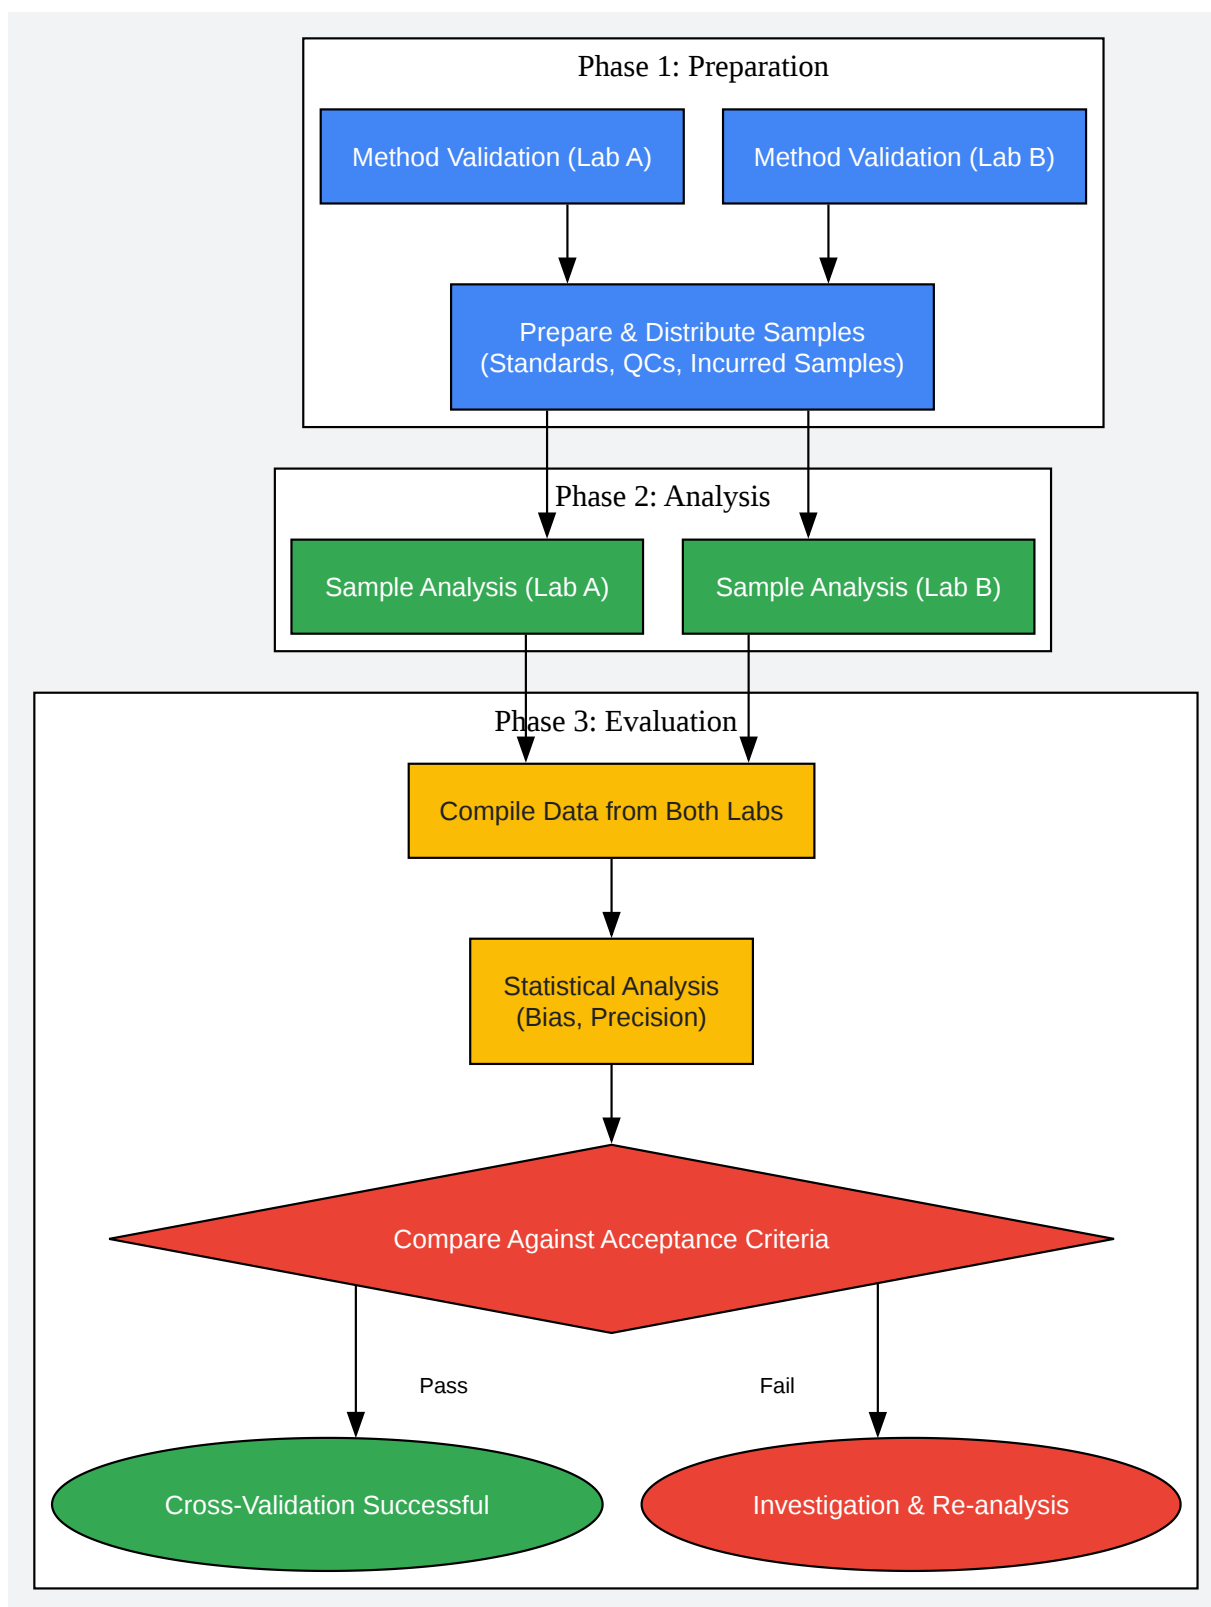 Phase 1: Preparation
Method Validation (Lab A)
Method Validation (Lab B)
Prepare & Distribute Samples
(Standards, QCs, Incurred Samples)
Phase 2: Analysis
Sample Analysis (Lab A)
Sample Analysis (Lab B)
Phase 3: Evaluation
Compile Data from Both Labs
Statistical Analysis
(Bias, Precision)
Compare Against Acceptance Criteria
Pass
Fail
Cross-Validation Successful
Investigation & Re-analysis